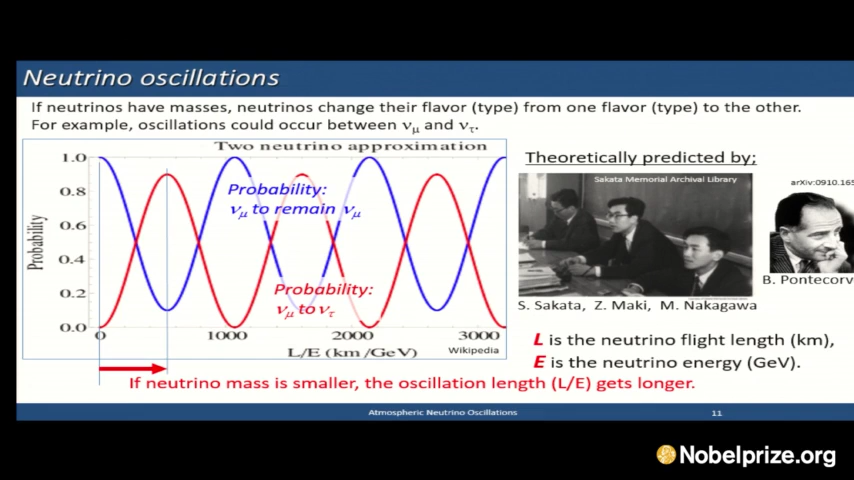 Neutrino oscillations
If neutrinos have masses, neutrinos change their flavor (type) from one flavor (type) to the other.
For example, oscillations could occur between νμ and ντ.
Two neutrino approximation
1.0
0.8
0.6
0.4
0.2
0.0
Probability
Probability:
νμ to remain νμ
Probability:
νμ to ντ
0 1000 2000 3000
L/E (km/GeV)
Wikipedia
Theoretically predicted by;
Sakata Memorial Archival Library
arXiv:0910.165
S. Sakata, Z. Maki, M. Nakagawa
B. Pontecorv
L is the neutrino flight length (km),
E is the neutrino energy (GeV).
If neutrino mass is smaller, the oscillation length (L/E) gets longer.
Atmospheric Neutrino Oscillations
11
Nobelprize.org